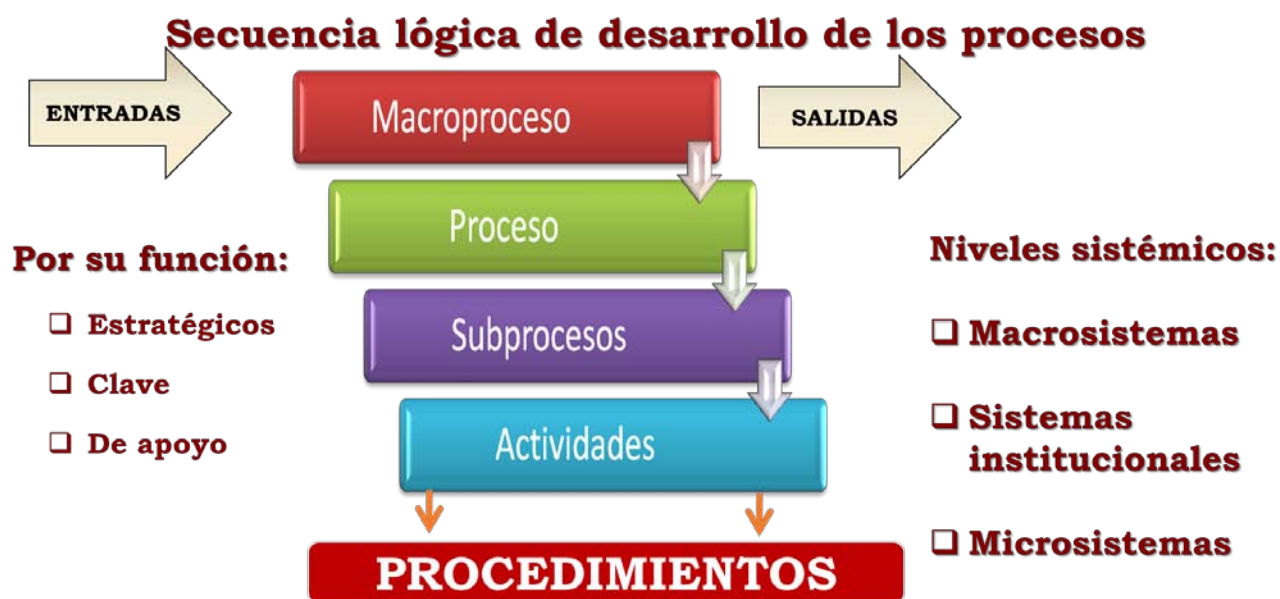 Secuencia lógica de desarrollo de los procesos
ENTRADAS
Macroproceso
SALIDAS
Proceso
Subprocesos
Actividades
PROCEDIMIENTOS
Por su función:
Estratégicos
Clave
De apoyo
Niveles sistémicos:
Macrosistemas
Sistemas
institucionales
Microsistemas